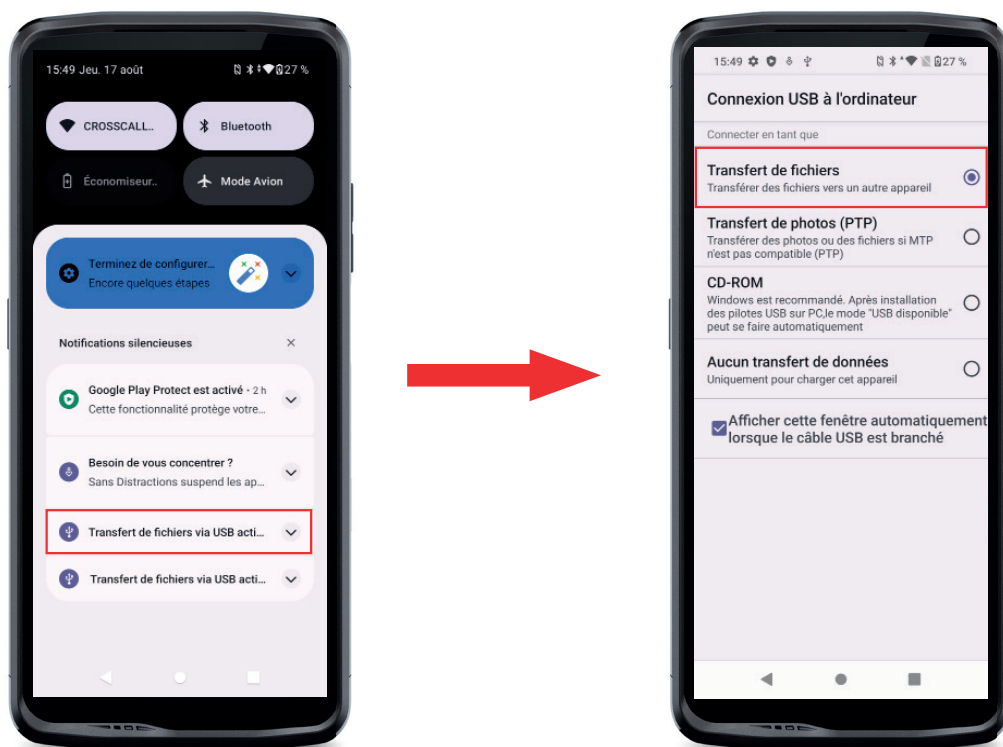 15:49 Jeu. 17 août
27 %
CROSSCALL..
Bluetooth
Économiseur..
Mode Avion
Terminez de configurer...
Encore quelques étapes
Notifications silencieuses
Google Play Protect est activé · 2 h
Cette fonctionnalité protège votre...
Besoin de vous concentrer ?
Sans Distractions suspend les ap...
Transfert de fichiers via USB acti...
Transfert de fichiers via USB acti...
15:49
27 %
Connexion USB à l'ordinateur
Connecter en tant que
Transfert de fichiers
Transférer des fichiers vers un autre appareil
Transfert de photos (PTP)
Transférer des photos ou des fichiers si MTP
n'est pas compatible (PTP)
CD-ROM
Windows est recommandé. Après installation
des pilotes USB sur PC,le mode "USB disponible"
peut se faire automatiquement
Aucun transfert de données
Uniquement pour charger cet appareil
Afficher cette fenêtre automatiquement
lorsque le câble USB est branché